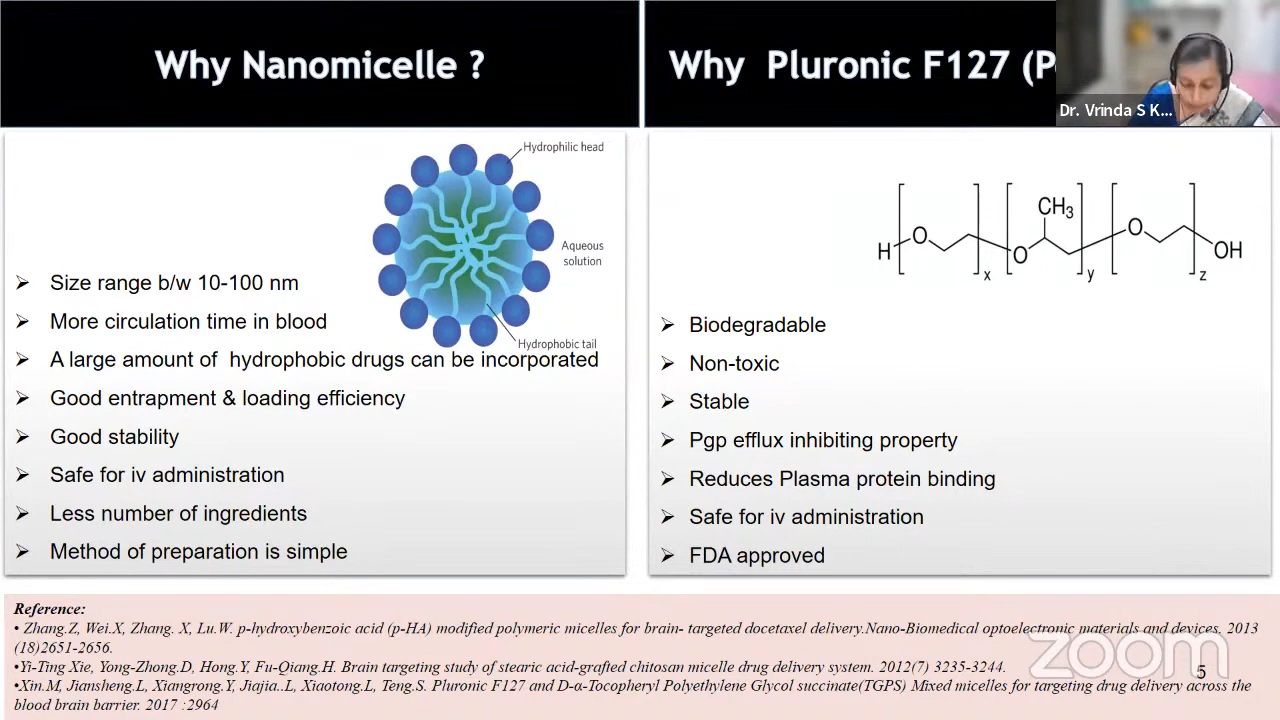 Why Nanomicelle ?
Why Pluronic F127 (P
Dr. Vrinda S K...
Hydrophilic head
Aqueous
solution
Hydrophobic tail
➢ Size range b/w 10-100 nm
➢ More circulation time in blood
➢ A large amount of hydrophobic drugs can be incorporated
➢ Good entrapment & loading efficiency
➢ Good stability
➢ Safe for iv administration
➢ Less number of ingredients
➢ Method of preparation is simple
CH3
H O O O OH
x y z
➢ Biodegradable
➢ Non-toxic
➢ Stable
➢ Pgp efflux inhibiting property
➢ Reduces Plasma protein binding
➢ Safe for iv administration
➢ FDA approved
Reference:
• Zhang.Z, Wei.X, Zhang. X, Lu.W. p-hydroxybenzoic acid (p-HA) modified polymeric micelles for brain- targeted docetaxel delivery.Nano-Biomedical optoelectronic materials and devices. 2013
(18)2651-2656.
•Yi-Ting Xie, Yong-Zhong.D, Hong.Y, Fu-Qiang.H. Brain targeting study of stearic acid-grafted chitosan micelle drug delivery system. 2012(7) 3235-3244.
•Xin.M, Jiansheng.L, Xiangrong.Y, Jiajia..L, Xiaotong.L, Teng.S. Pluronic F127 and D-α-Tocopheryl Polyethylene Glycol succinate(TGPS) Mixed micelles for targeting drug delivery across the
blood brain barrier. 2017 :2964
zoom
5